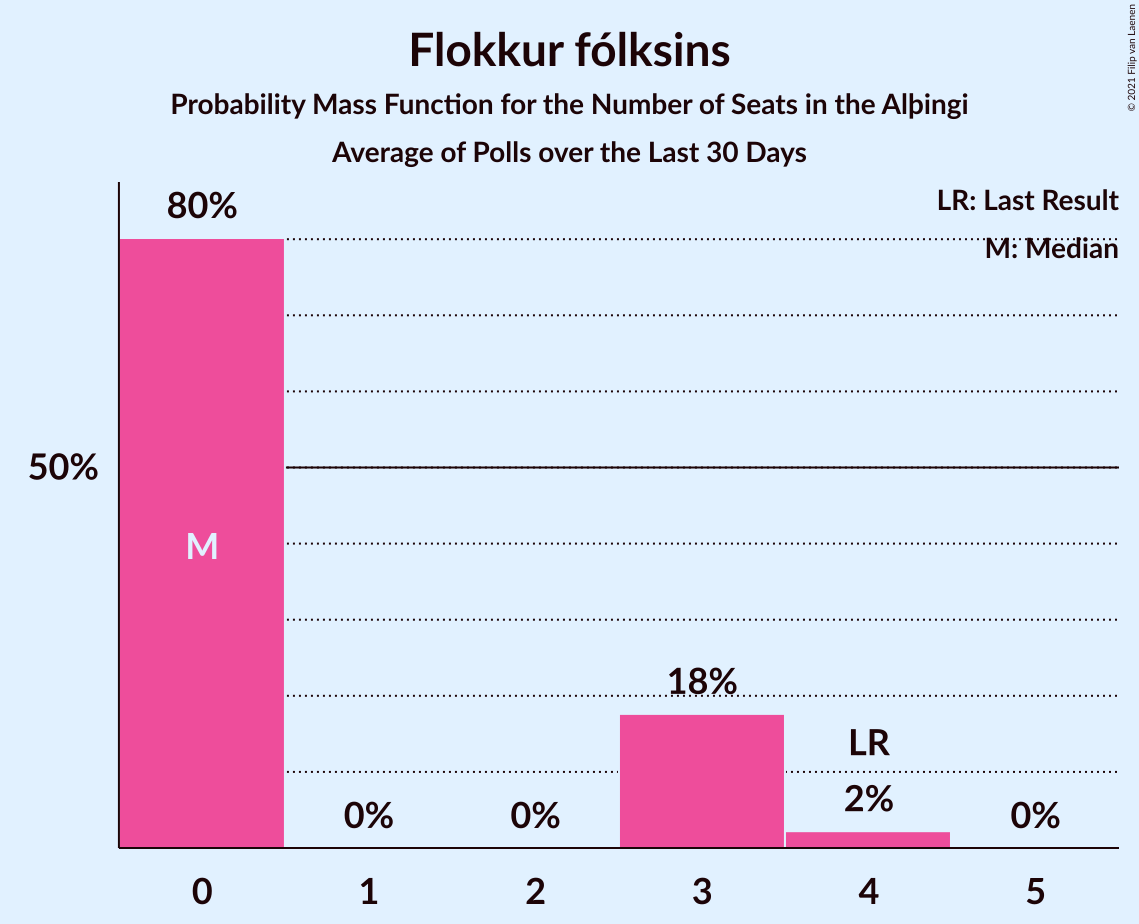 Flokkur fólksins
Probability Mass Function for the Number of Seats in the Alþingi
Average of Polls over the Last 30 Days
© 2021 Filip van Laenen
LR: Last Result
M: Median
80%
50%
M
18%
LR
0%
0%
2%
0%
0
1
2
3
4
5